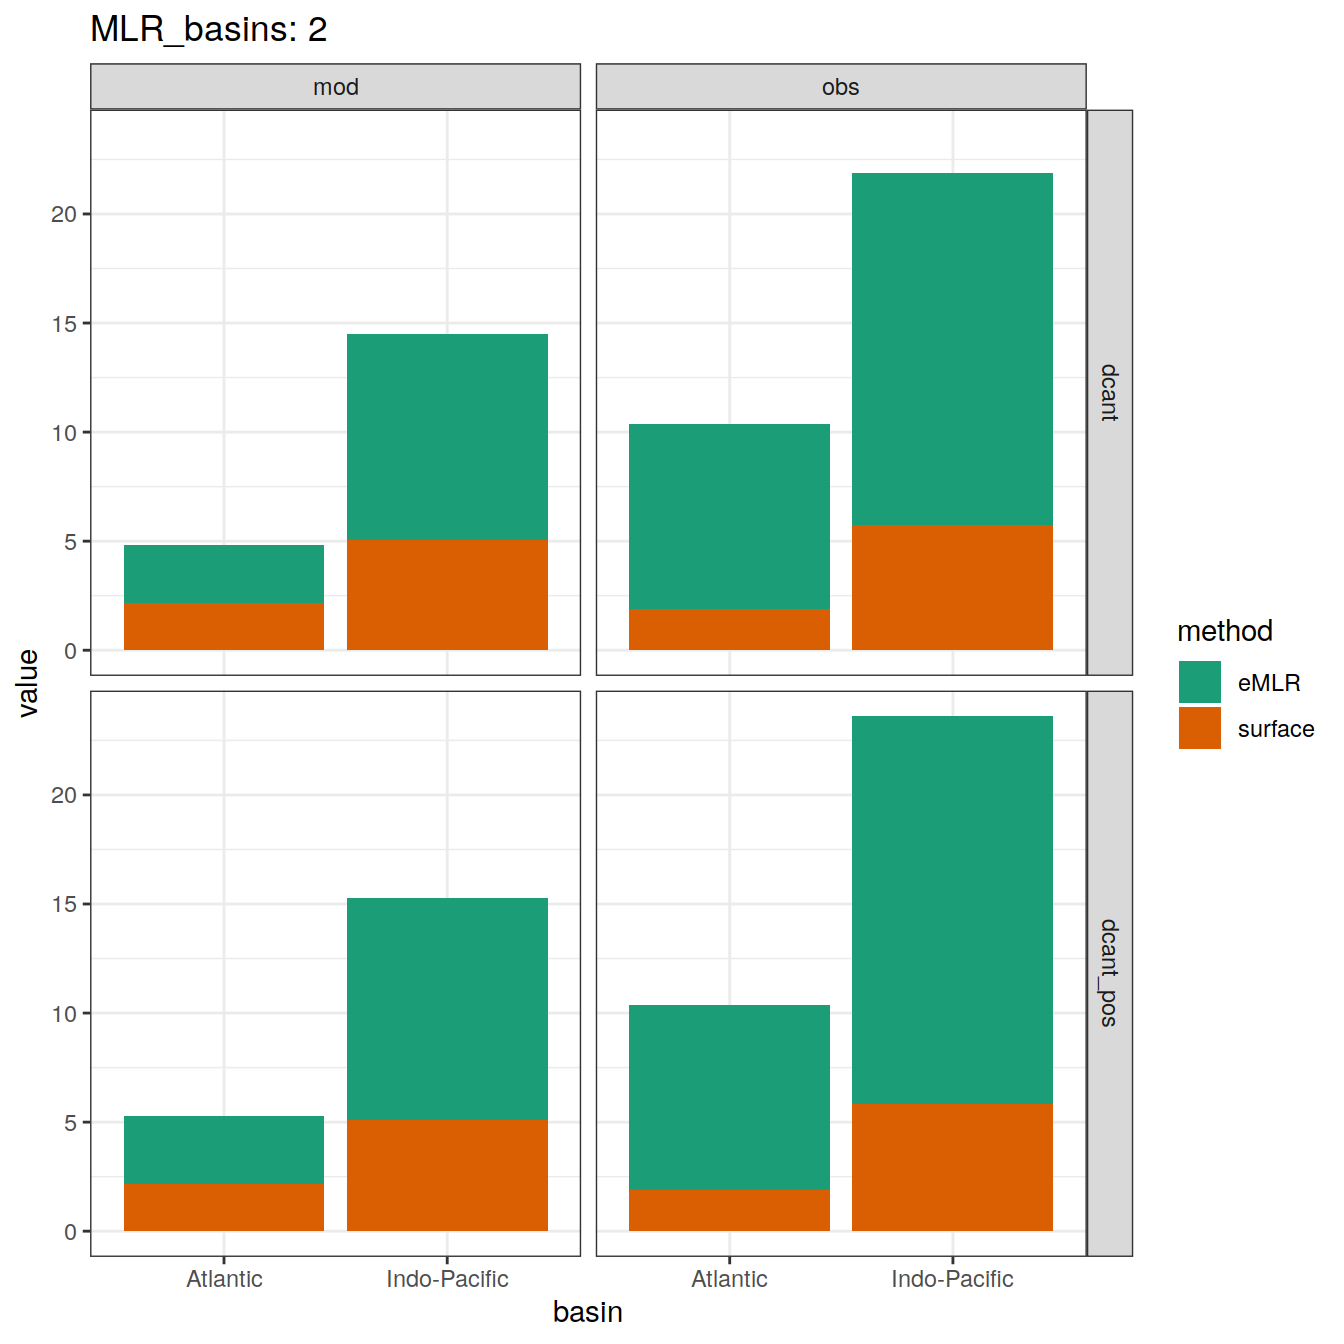 MLR_basins: 2
mod
obs
20
15
10
5
0
dcant
20
15
10
5
0
dcant_pos
value
Atlantic
Indo-Pacific
Atlantic
Indo-Pacific
basin
method
eMLR
surface